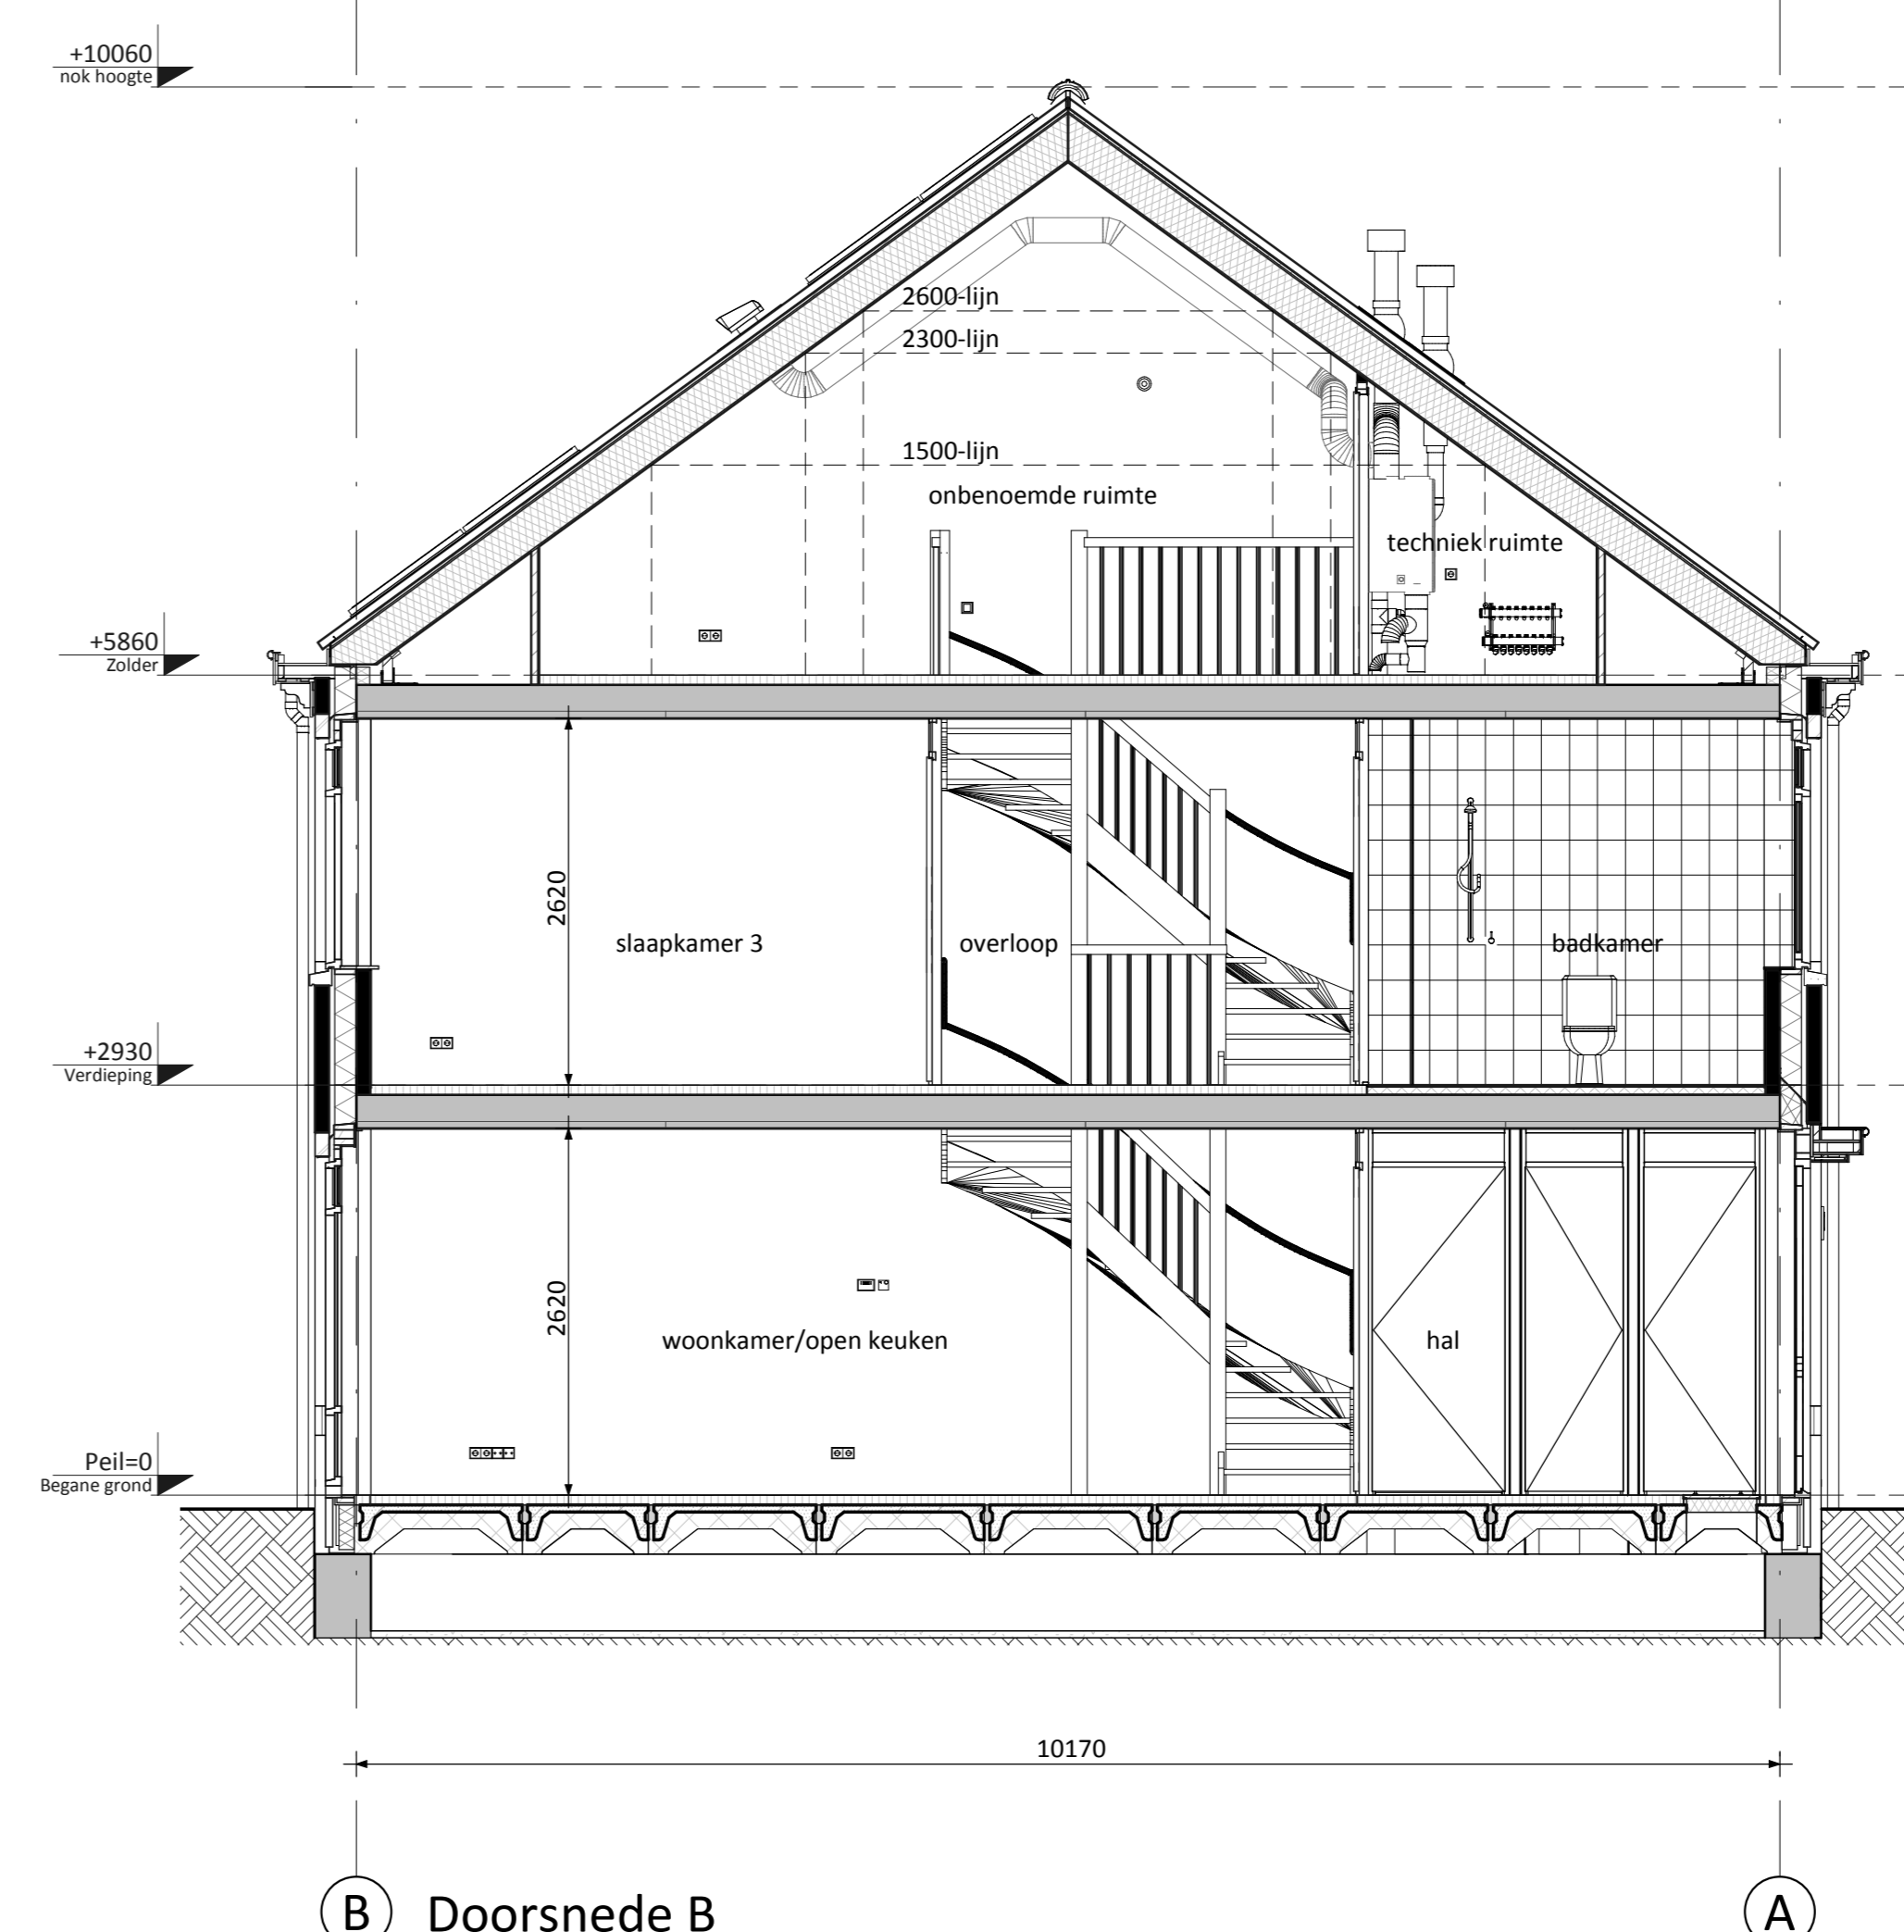 +10060
nok hoogte
2600-lijn
2300-lijn
1500-lijn
onbenoemde ruimte
techniek ruimte
+5860
Zolder
2620
slaapkamer 3
overloop
badkamer
+2930
Verdieping
2620
woonkamer/open keuken
hal
Peil=0
Begane grond
10170
B
Doorsnede B
A